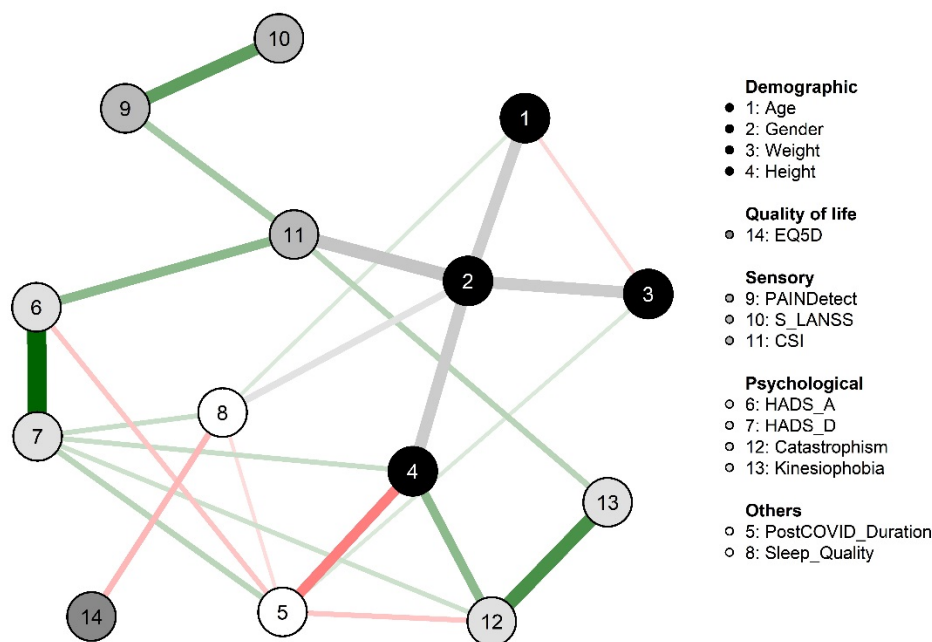 10
9
1
11
2
3
6
8
7
4
13
14
5
12
Demographic
1: Age
2: Gender
3: Weight
4: Height
Quality of life
14: EQ5D
Sensory
9: PAINDetect
10: S_LANSS
11: CSI
Psychological
6: HADS_A
7: HADS_D
12: Catastrophism
13: Kinesiophobia
Others
5: PostCOVID_Duration
8: Sleep_Quality